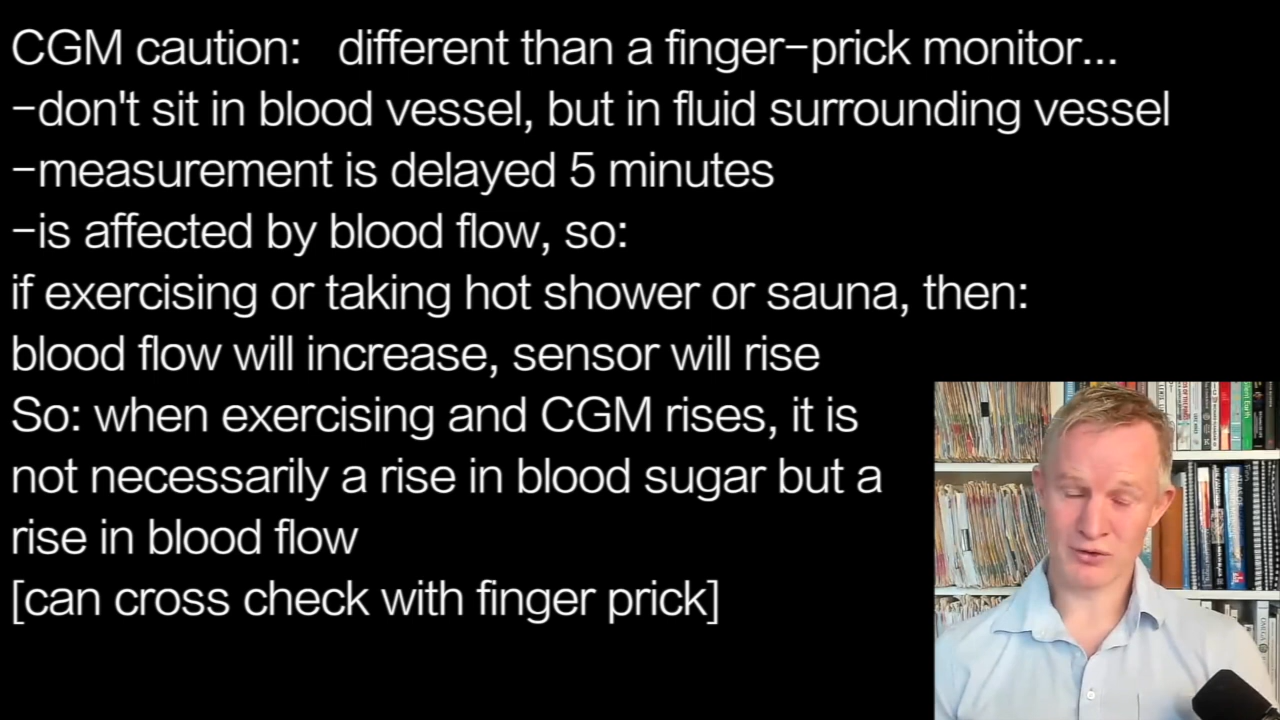 CGM caution:   different than a finger-prick monitor...
-don't sit in blood vessel, but in fluid surrounding vessel
-measurement is delayed 5 minutes
-is affected by blood flow, so:
if exercising or taking hot shower or sauna, then:
blood flow will increase, sensor will rise
So: when exercising and CGM rises, it is
not necessarily a rise in blood sugar but a
rise in blood flow
[can cross check with finger prick]